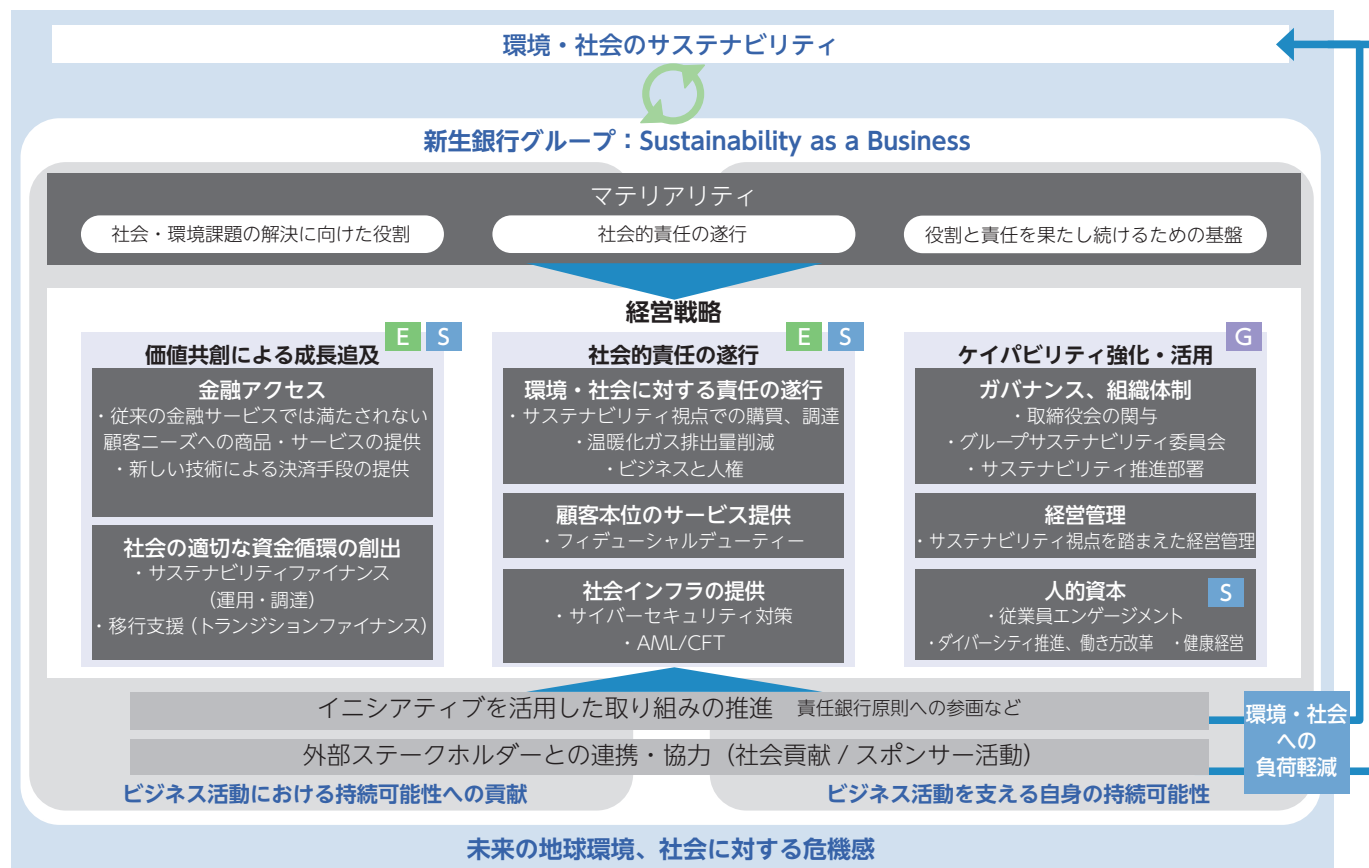 環境・社会のサステナビリティ
新生銀行グループ：Sustainability as a Business
マテリアリティ
社会・環境課題の解決に向けた役割
社会的責任の遂行
役割と責任を果たし続けるための基盤
経営戦略
E S
価値共創による成長追及
金融アクセス
・従来の金融サービスでは満たされない
顧客ニーズへの商品・サービスの提供
・新しい技術による決済手段の提供
社会の適切な資金循環の創出
・サステナビリティファイナンス
（運用・調達）
・移行支援（トランジションファイナンス）
E S
社会的責任の遂行
環境・社会に対する責任の遂行
・サステナビリティ視点での購買、調達
・温暖化ガス排出量削減
・ビジネスと人権
顧客本位のサービス提供
・フィデューシャルデューティー
社会インフラの提供
・サイバーセキュリティ対策
・AML/CFT
G
ケイパビリティ強化・活用
ガバナンス、組織体制
・取締役会の関与
・グループサステナビリティ委員会
・サステナビリティ推進部署
経営管理
・サステナビリティ視点を踏まえた経営管理
人的資本
S
・従業員エンゲージメント
・ダイバーシティ推進、働き方改革　・健康経営
イニシアティブを活用した取り組みの推進　責任銀行原則への参画など
外部ステークホルダーとの連携・協力（社会貢献 / スポンサー活動）
環境・社会
への
負荷軽減
ビジネス活動における持続可能性への貢献
ビジネス活動を支える自身の持続可能性
未来の地球環境、社会に対する危機感